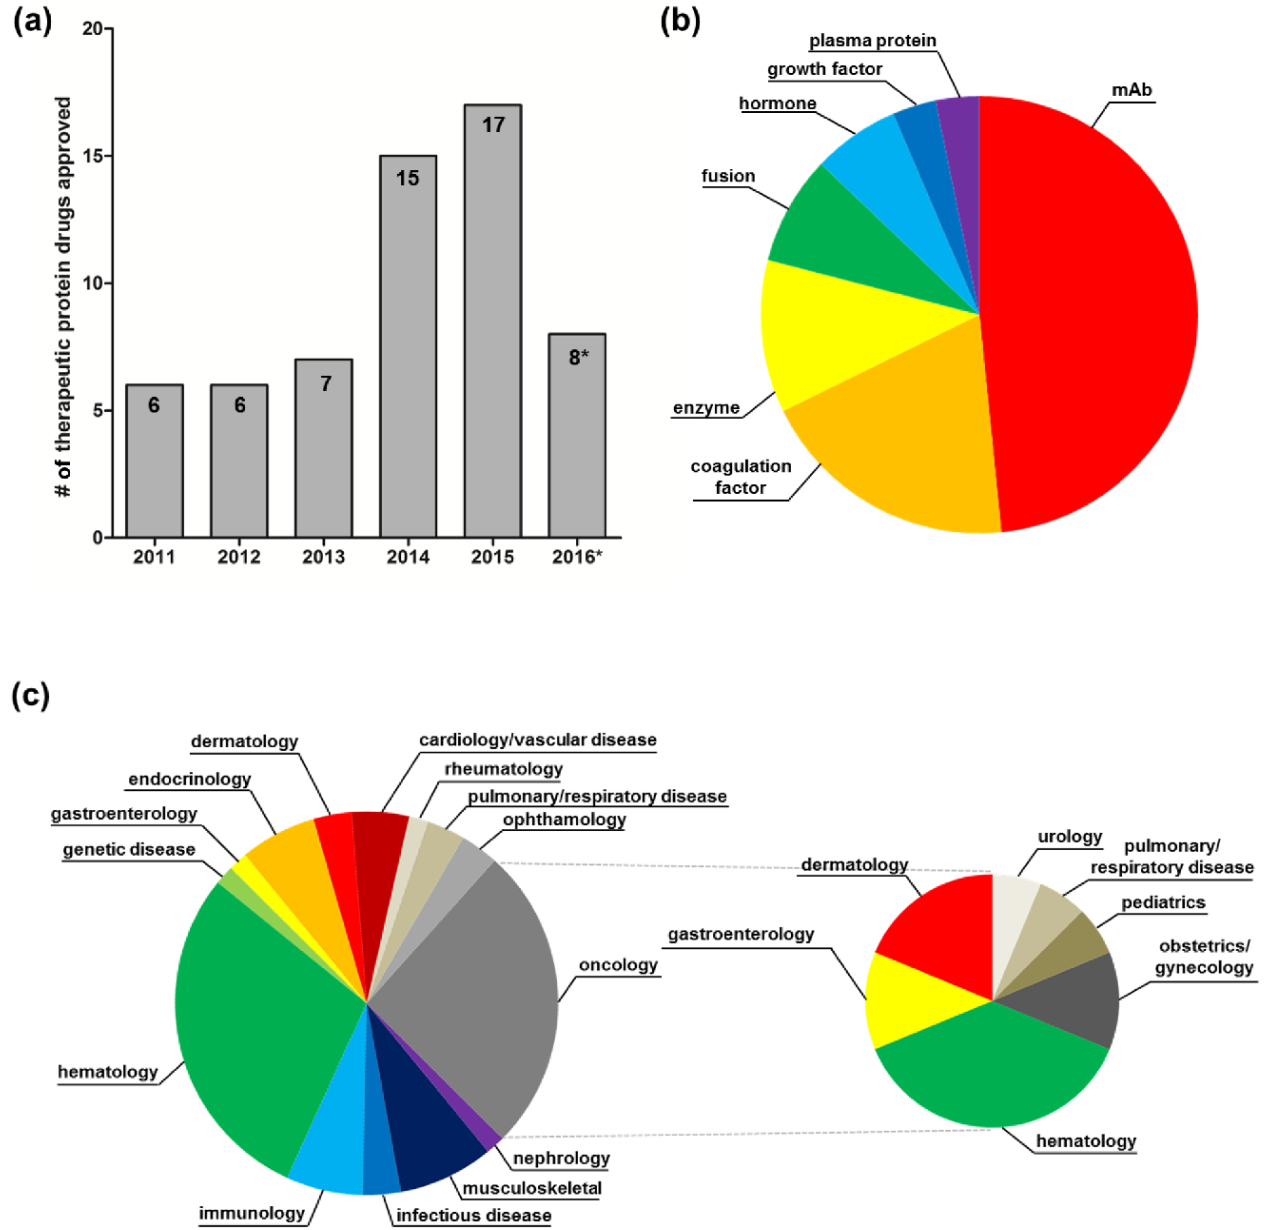 (a)
# of therapeutic protein drugs approved
20
15
10
5
0
6
6
7
15
17
8*
2011
2012
2013
2014
2015
2016*
(b)
plasma protein
growth factor
hormone
fusion
enzyme
coagulation
factor
mAb
(c)
dermatology
endocrinology
gastroenterology
genetic disease
hematology
immunology
cardiology/vascular disease
rheumatology
pulmonary/respiratory disease
ophthamology
oncology
nephrology
musculoskeletal
infectious disease
dermatology
gastroenterology
urology
pulmonary/
respiratory disease
pediatrics
obstetrics/
gynecology
hematology